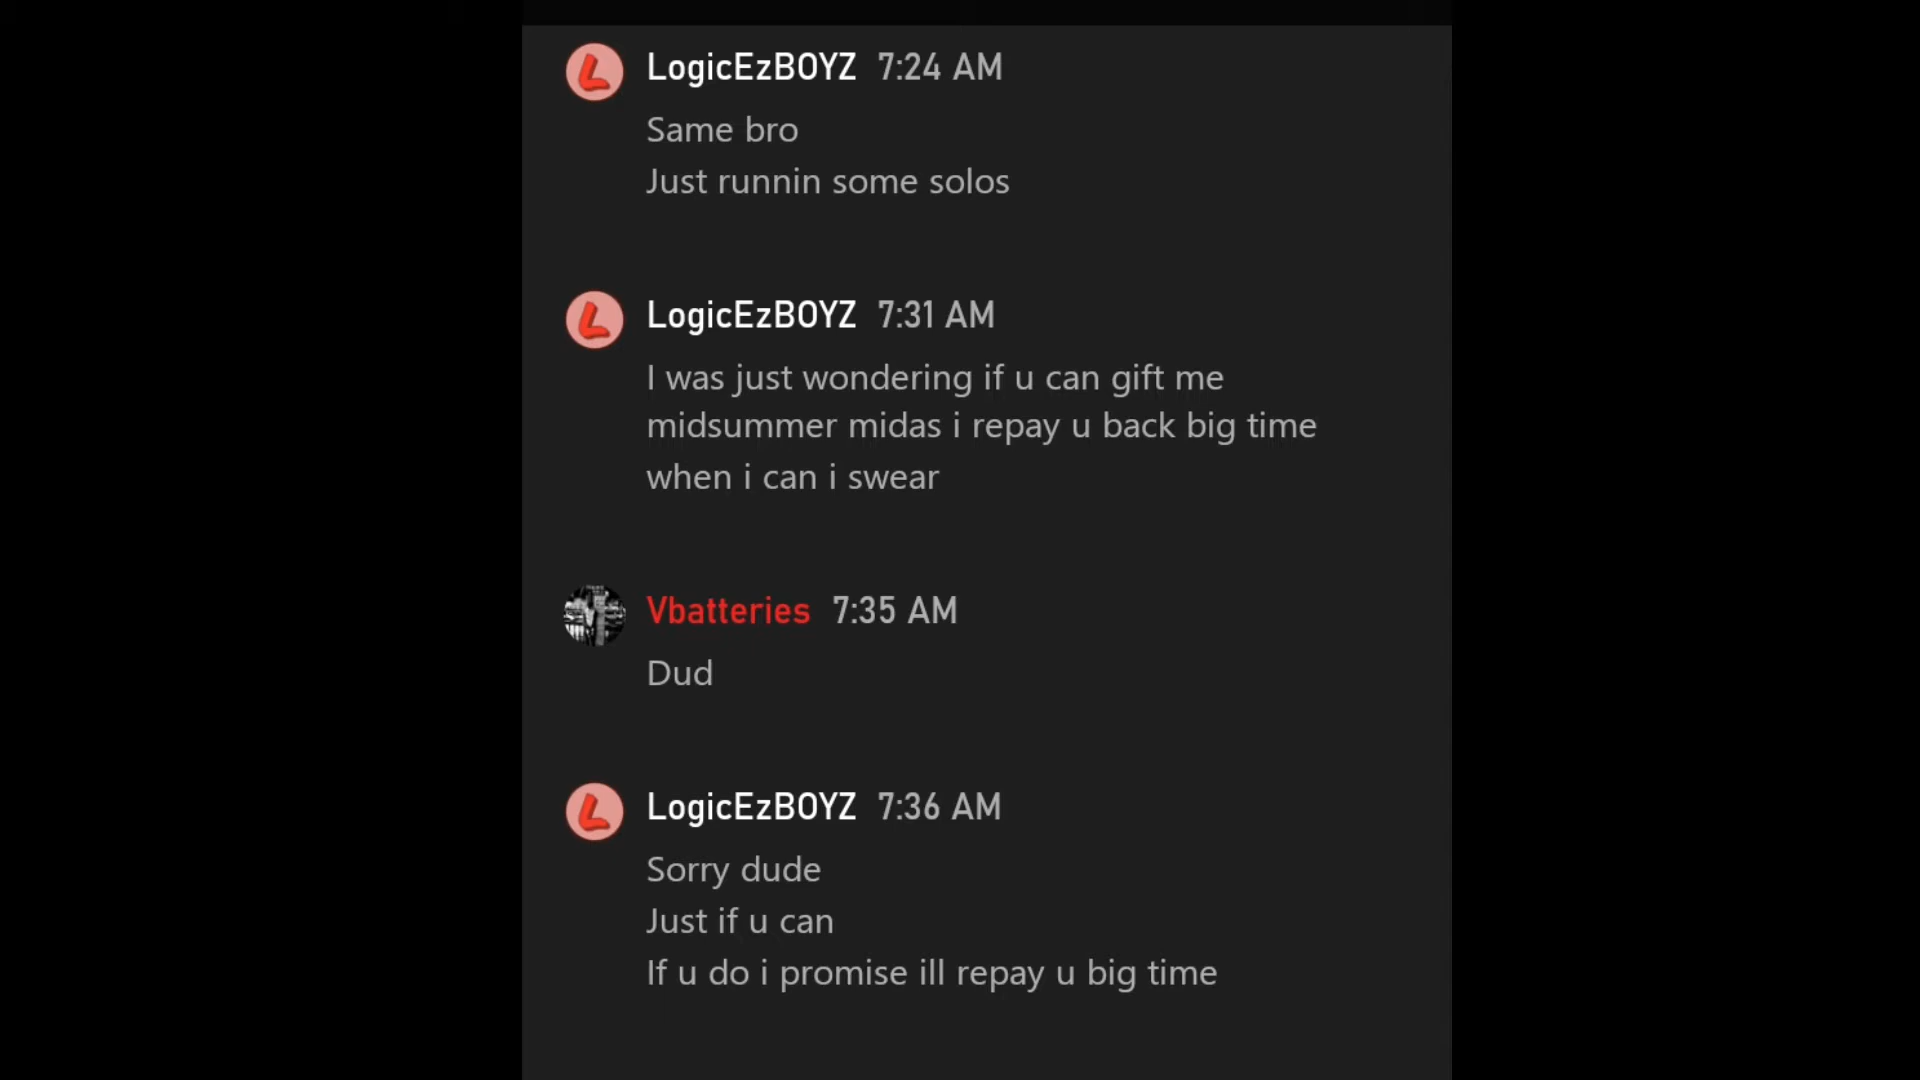 LogicEzBOYZ 7:24 AM
Same bro
Just runnin some solos
LogicEzBOYZ 7:31 AM
I was just wondering if u can gift me
midsummer midas i repay u back big time
when i can i swear
Vbatteries 7:35 AM
Dud
LogicEzBOYZ 7:36 AM
Sorry dude
Just if u can
If u do i promise ill repay u big time